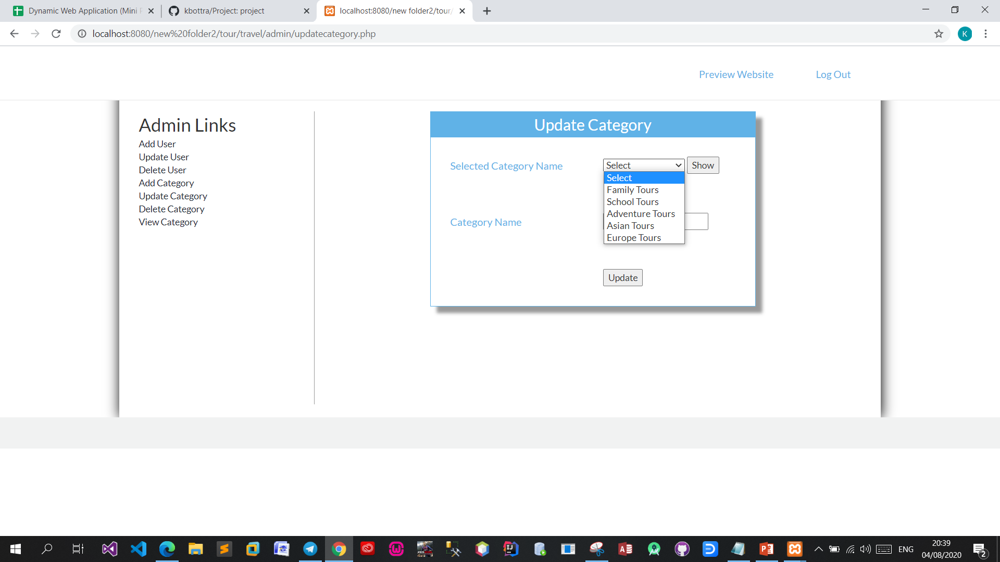 Dynamic Web Application (Mini P
kbottra/Project: project
localhost:8080/new folder2/tour/
localhost:8080/new%20folder2/tour/travel/admin/updatecategory.php
K
Preview Website
Log Out
Admin Links
Add User
Update User
Delete User
Add Category
Update Category
Delete Category
View Category
Update Category
Selected Category Name
Select
Show
Select
Family Tours
School Tours
Adventure Tours
Asian Tours
Europe Tours
Category Name
Update
ENG
20:39
04/08/2020
2